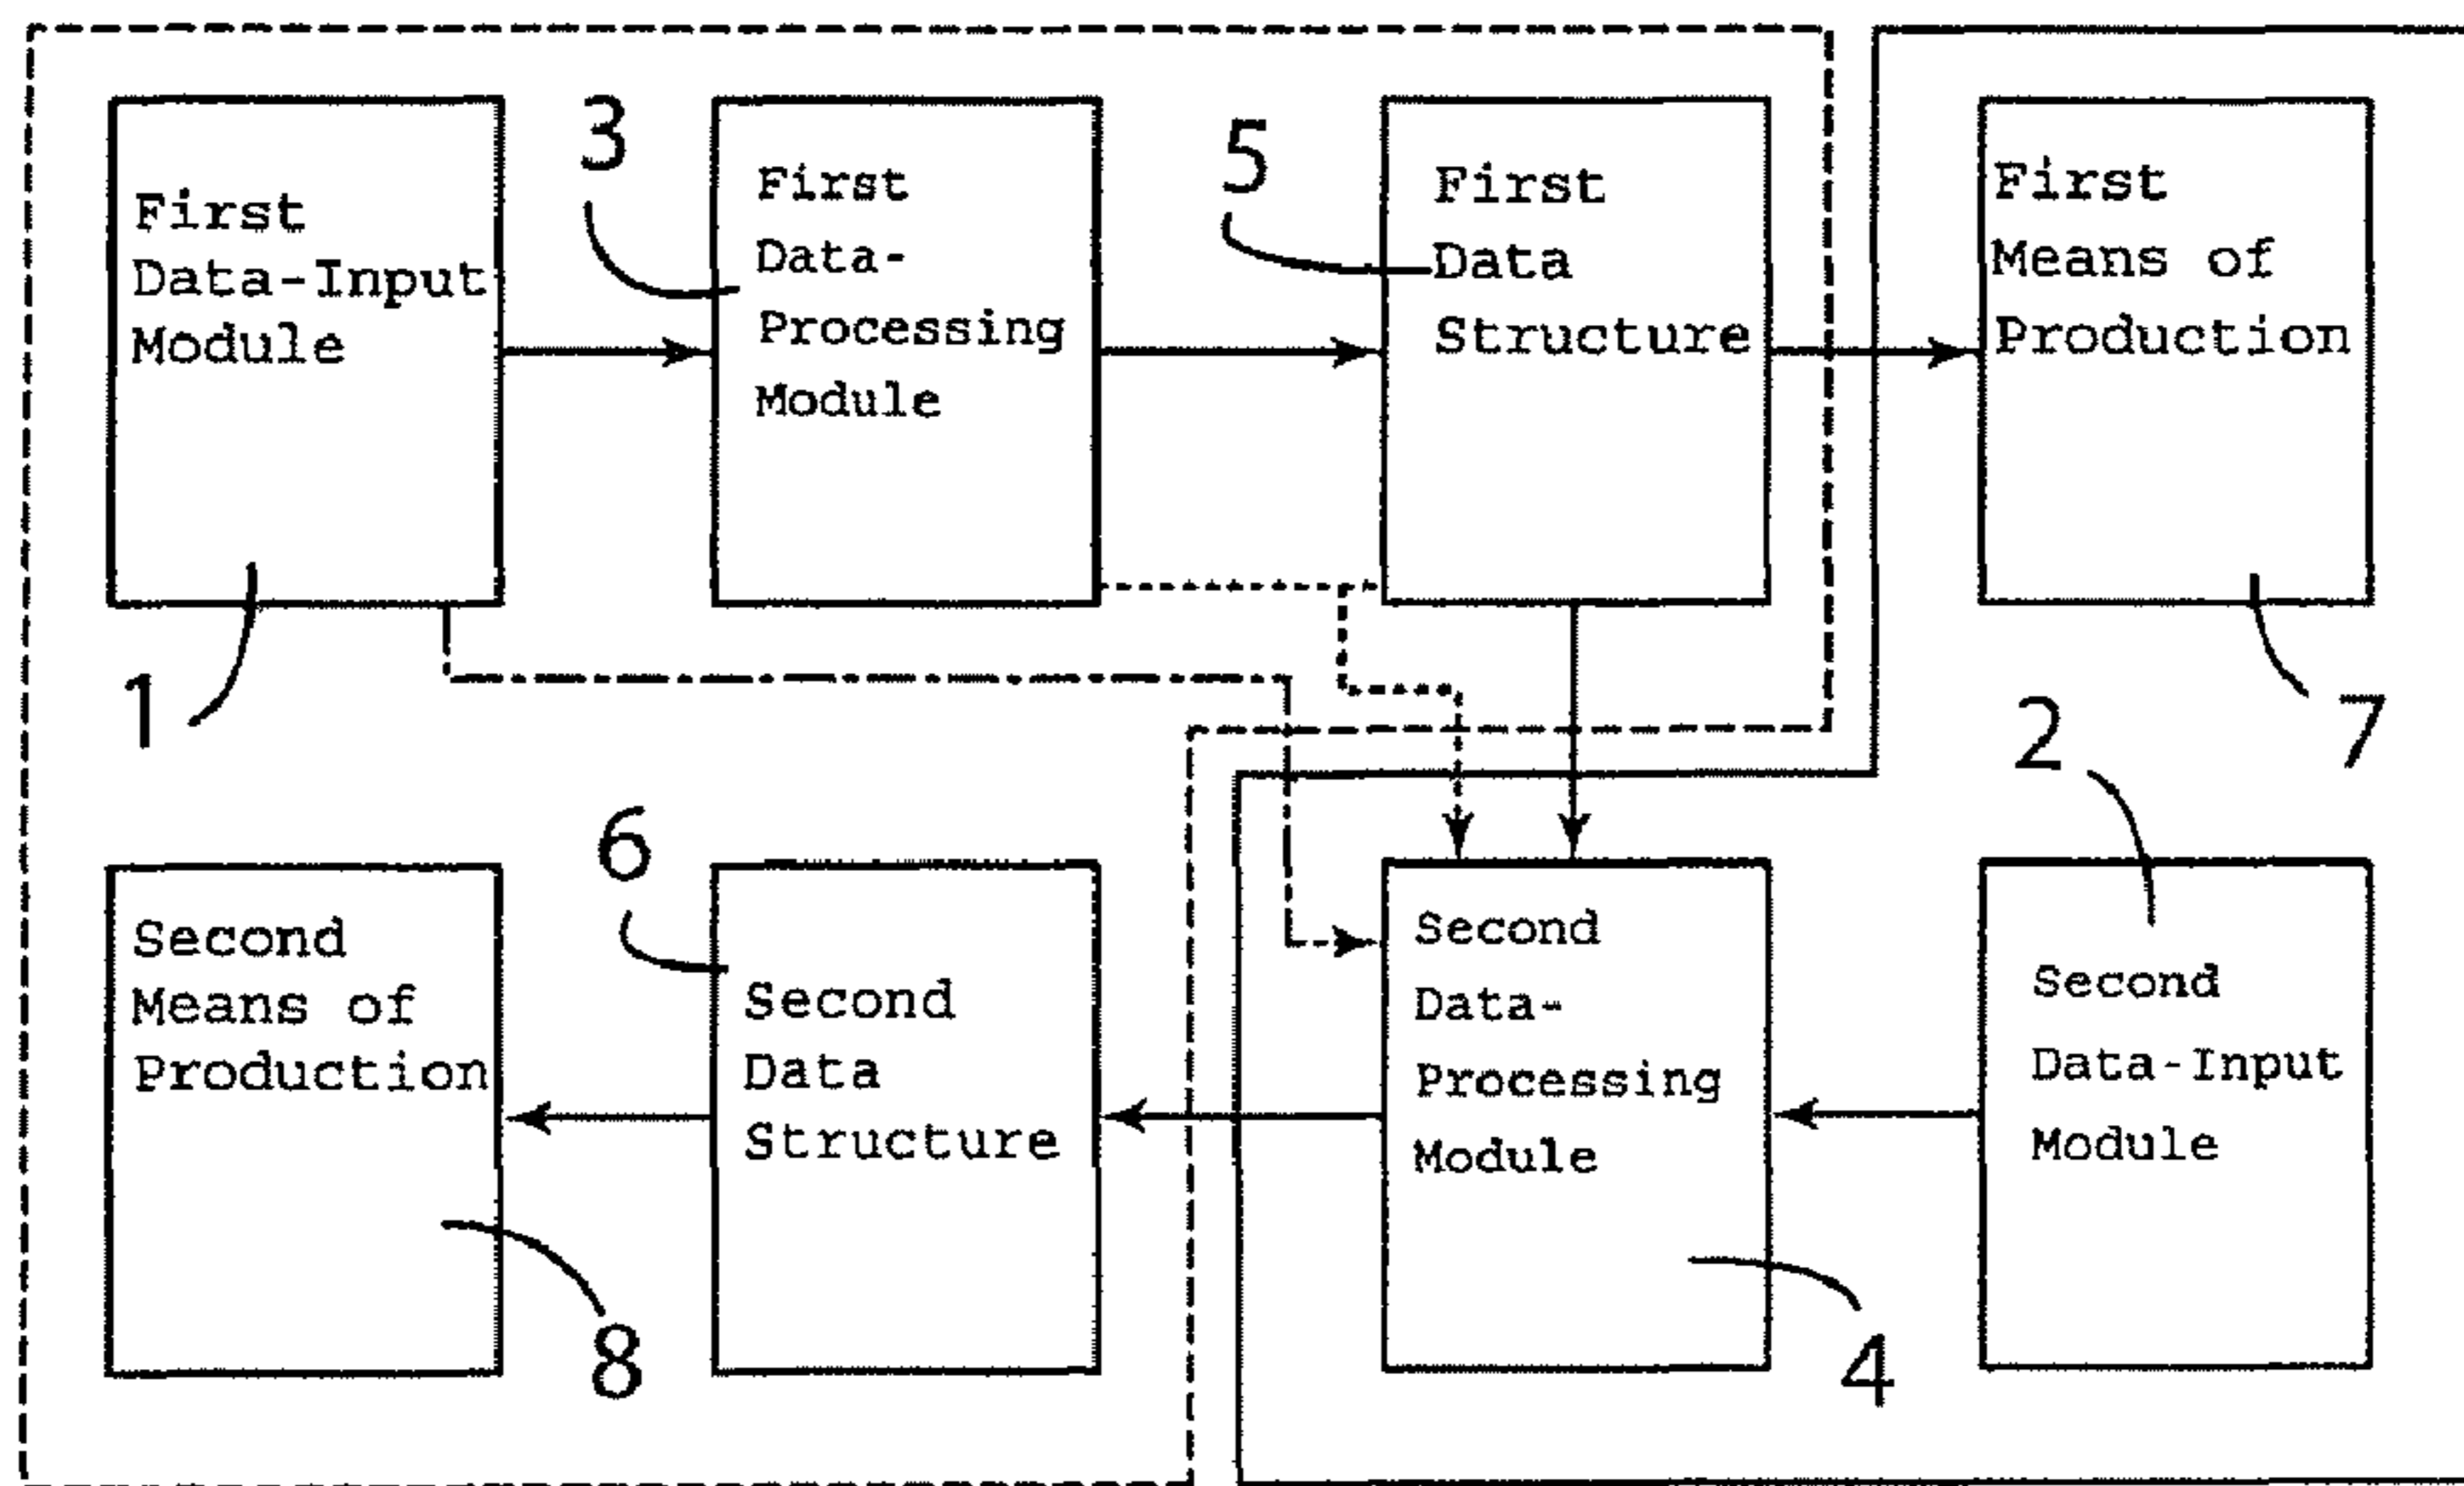 First
Data-Input
Module
3
First
Data-
Processing
Module
5
First
Data
Structure
First
Means of
Production
1
7
2
6
Second
Means of
Production
Second
Data
Structure
Second
Data-
Processing
Module
Second
Data-Input
Module
8
4